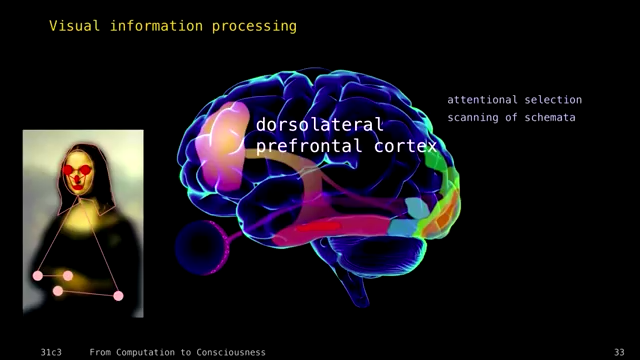 Visual information processing
attentional selection
scanning of schemata
dorsolateral
prefrontal cortex
31c3 From Computation to Consciousness 33